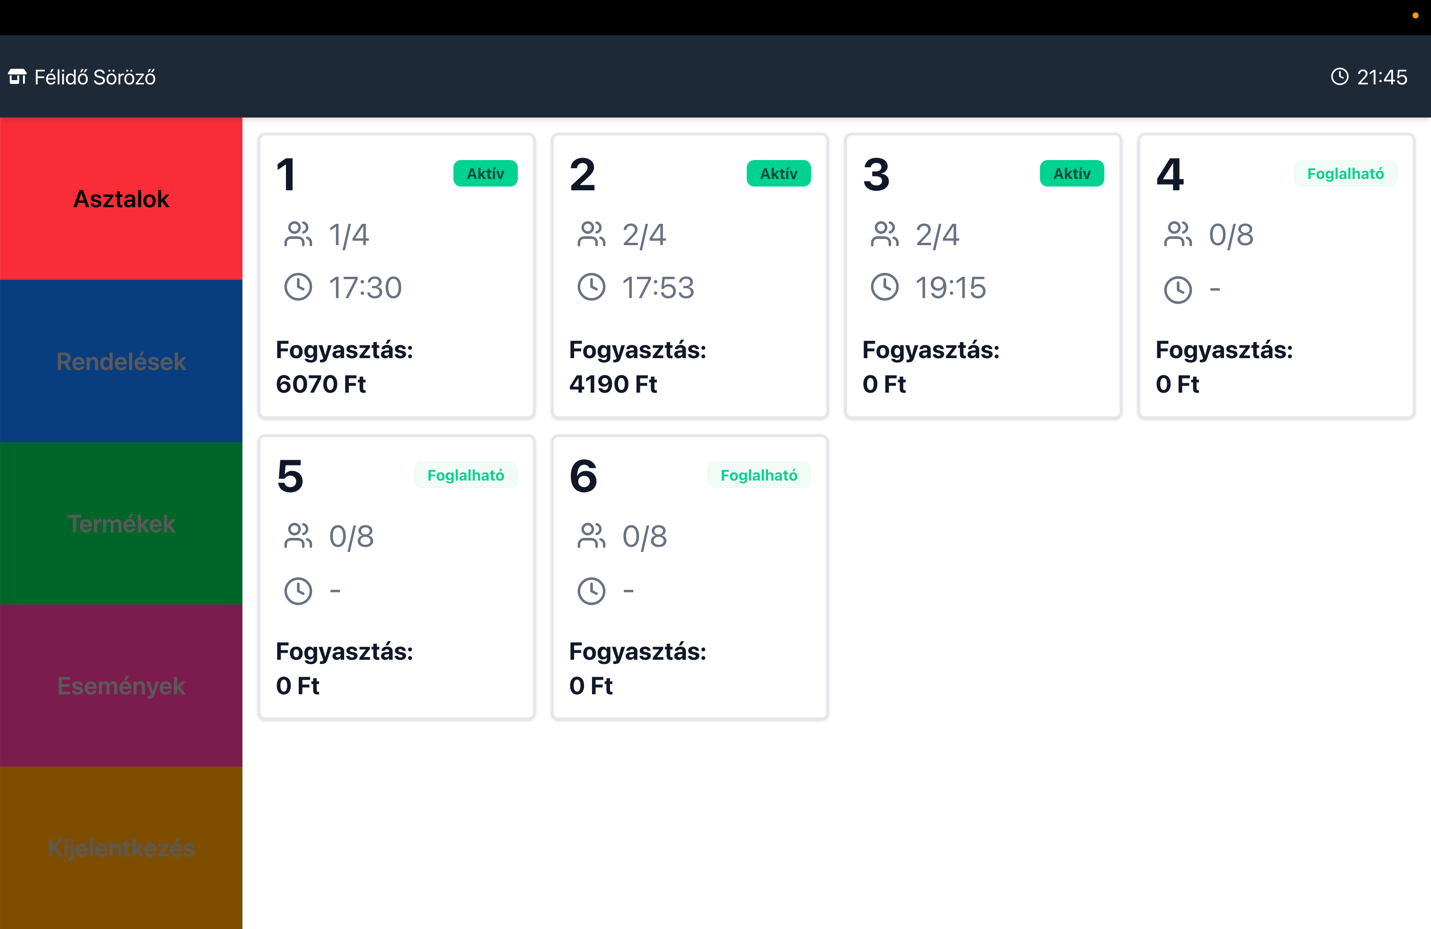 Félidő Söröző
21:45
Asztalok
Rendelések
Termékek
Események
Kijelentkezés
1
Aktív
1/4
17:30
Fogyasztás:
6070 Ft
2
Aktív
2/4
17:53
Fogyasztás:
4190 Ft
3
Aktív
2/4
19:15
Fogyasztás:
0 Ft
4
Foglalható
0/8
-
Fogyasztás:
0 Ft
5
Foglalható
0/8
-
Fogyasztás:
0 Ft
6
Foglalható
0/8
-
Fogyasztás:
0 Ft